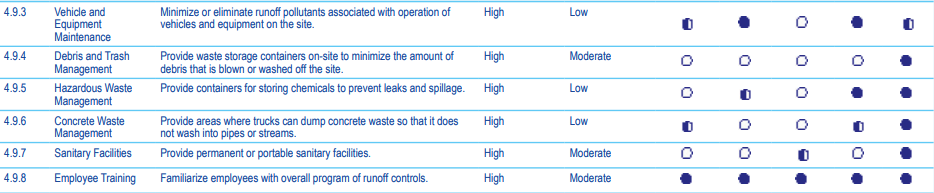 4.9.3 Vehicle and Minimize or eliminate runoff pollutants associated with operation of High Low
Equipment vehicles and equipment on the site.
Maintenance
4.9.4 Debris and Trash Provide waste storage containers on-site to minimize the amount of High Moderate
Management debris that is blown or washed off the site.
4.9.5 Hazardous Waste Provide containers for storing chemicals to prevent leaks and spillage. High Low
Management
4.9.6 Concrete Waste Provide areas where trucks can dump concrete waste so that it does High Low
Management not wash into pipes or streams.
4.9.7 Sanitary Facilities Provide permanent or portable sanitary facilities. High Moderate
4.9.8 Employee Training Familiarize employees with overall program of runoff controls. High Moderate